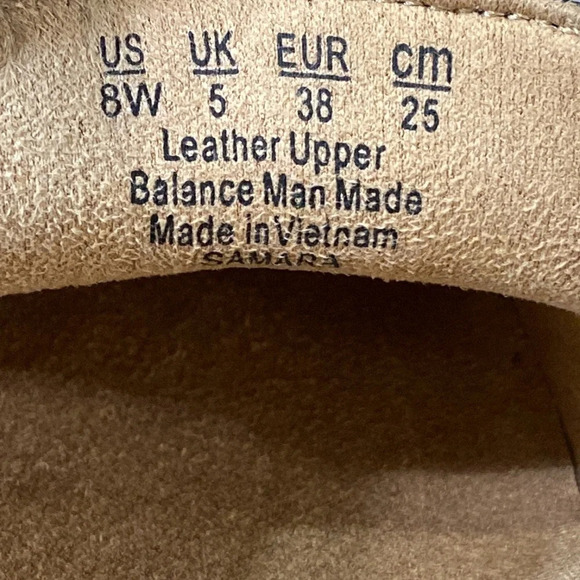 US UK EUR cm
8W 5 38 25
Leather Upper
Balance Man Made
Made in Vietnam
SAMARA